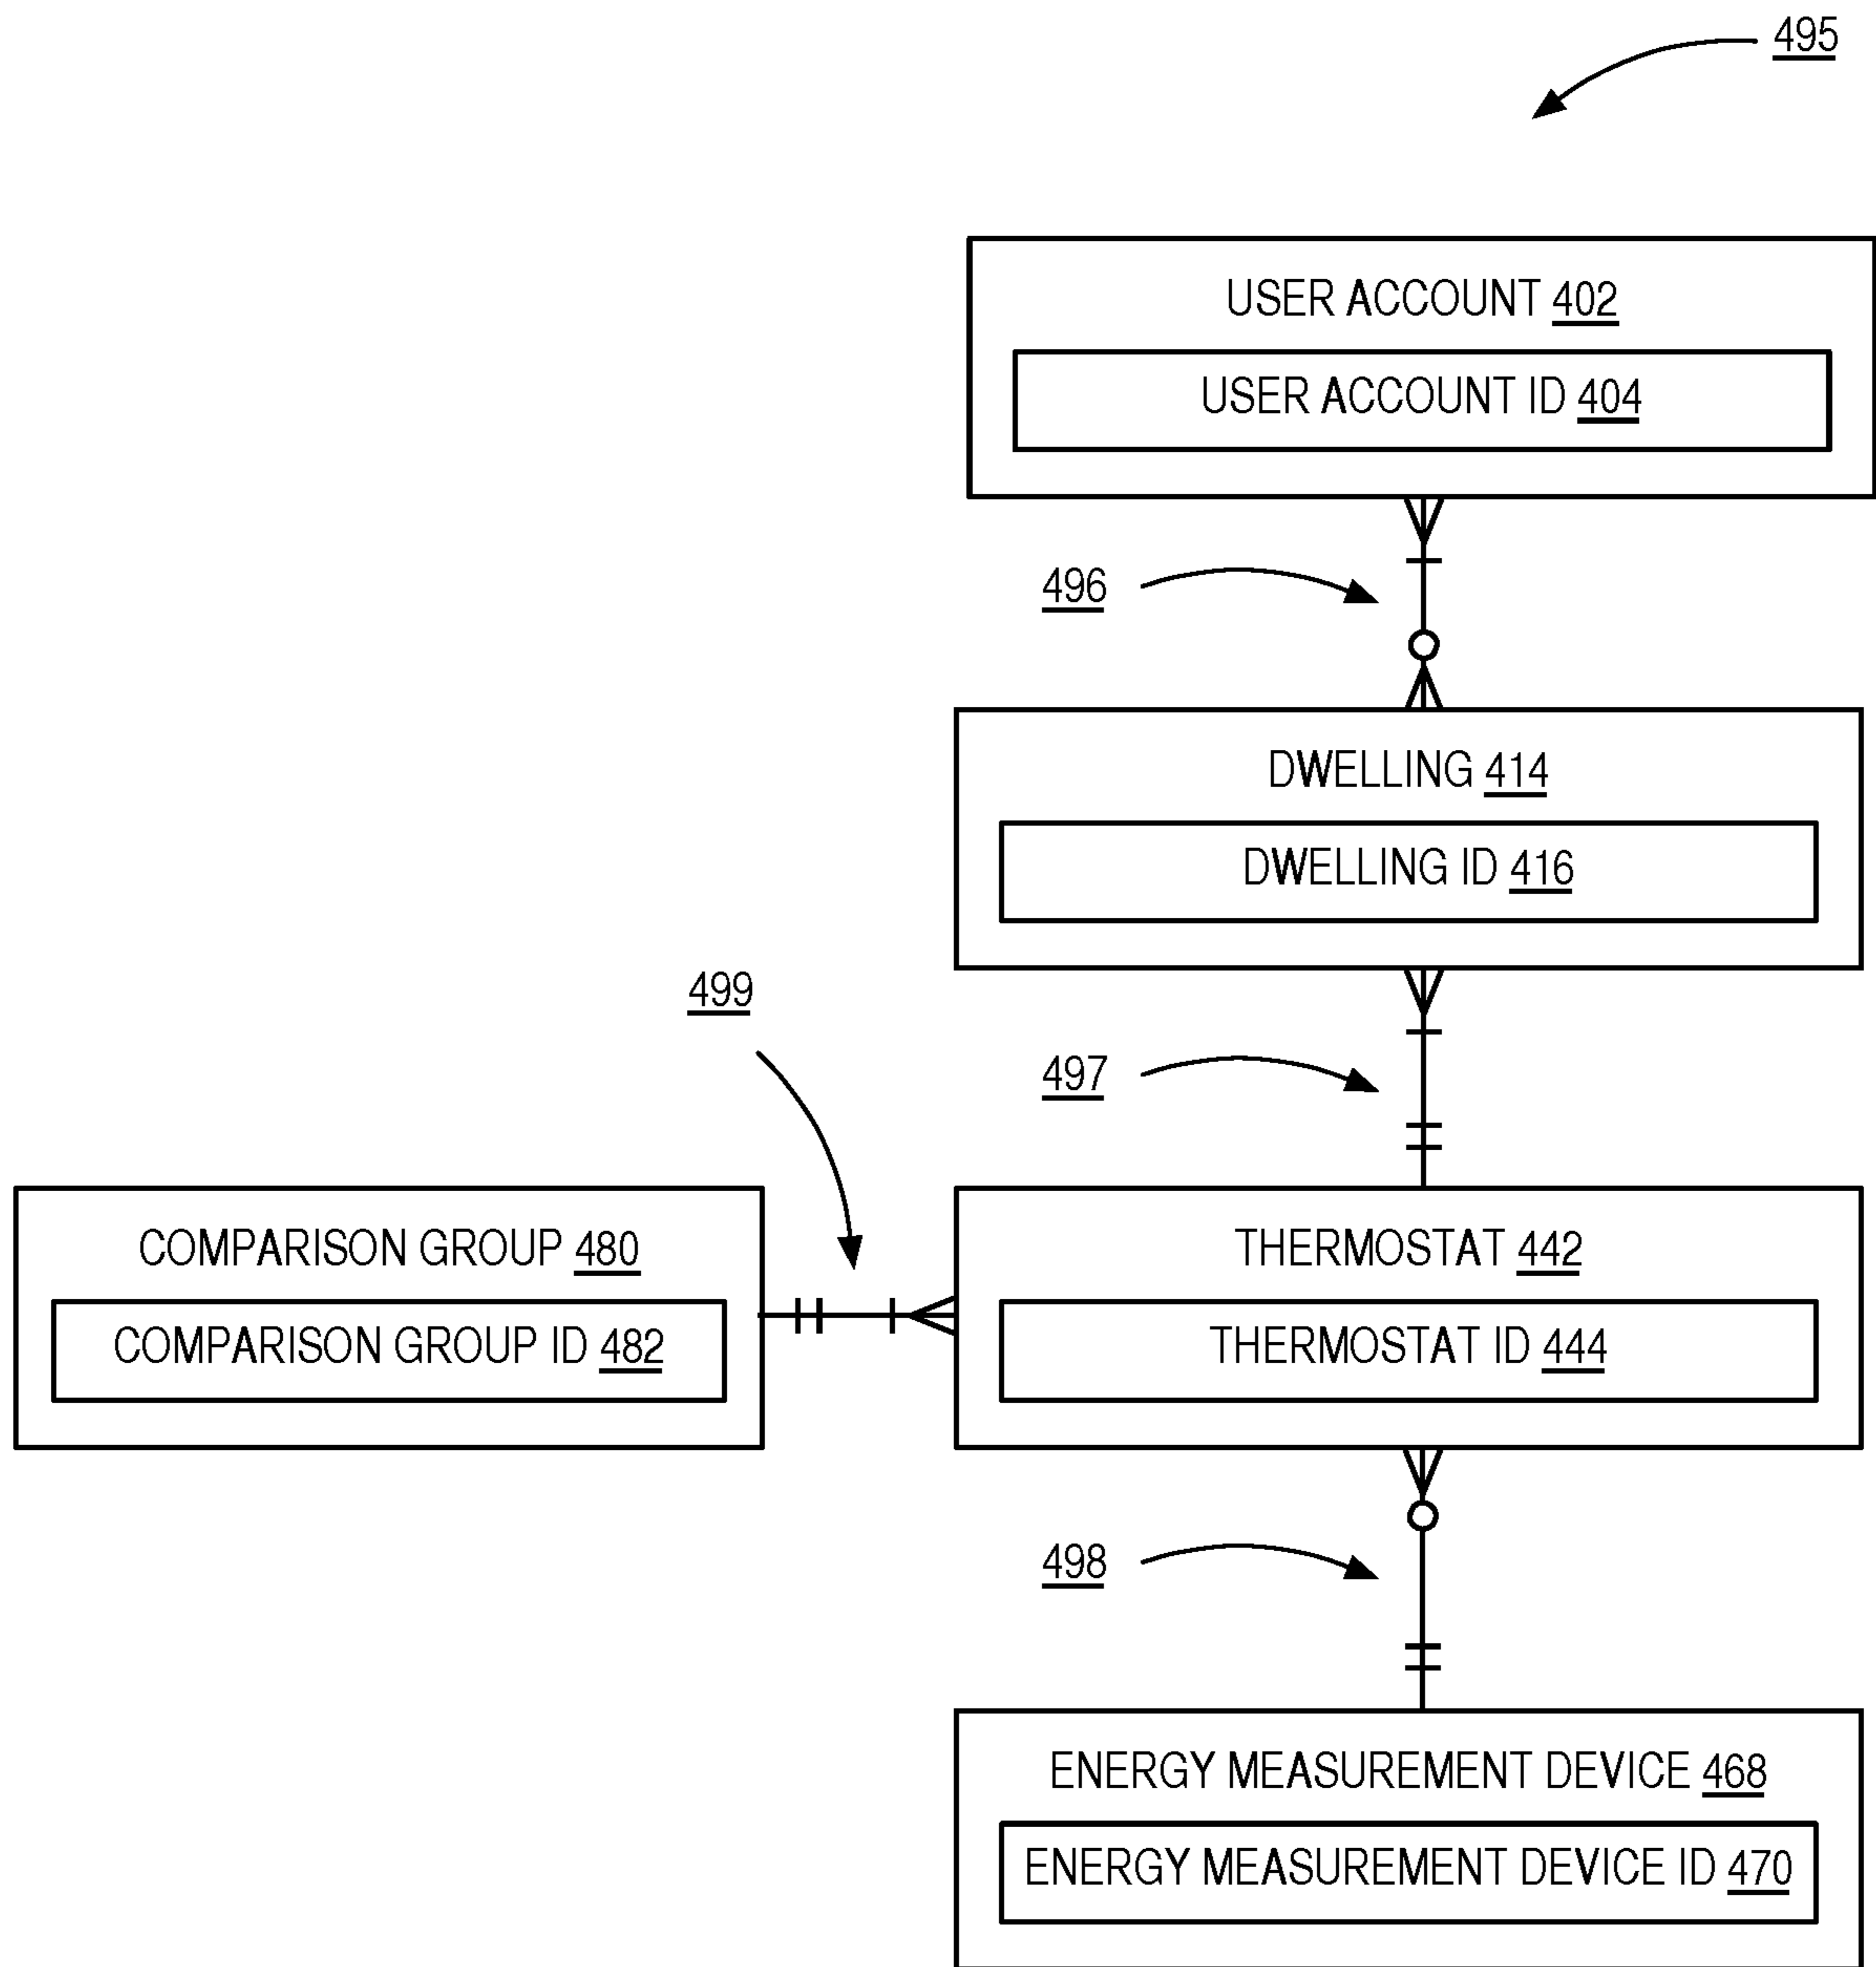 495
USER ACCOUNT 402
USER ACCOUNT ID 404
496
DWELLING 414
DWELLING ID 416
499
497
COMPARISON GROUP 480
COMPARISON GROUP ID 482
THERMOSTAT 442
THERMOSTAT ID 444
498
ENERGY MEASUREMENT DEVICE 468
ENERGY MEASUREMENT DEVICE ID 470